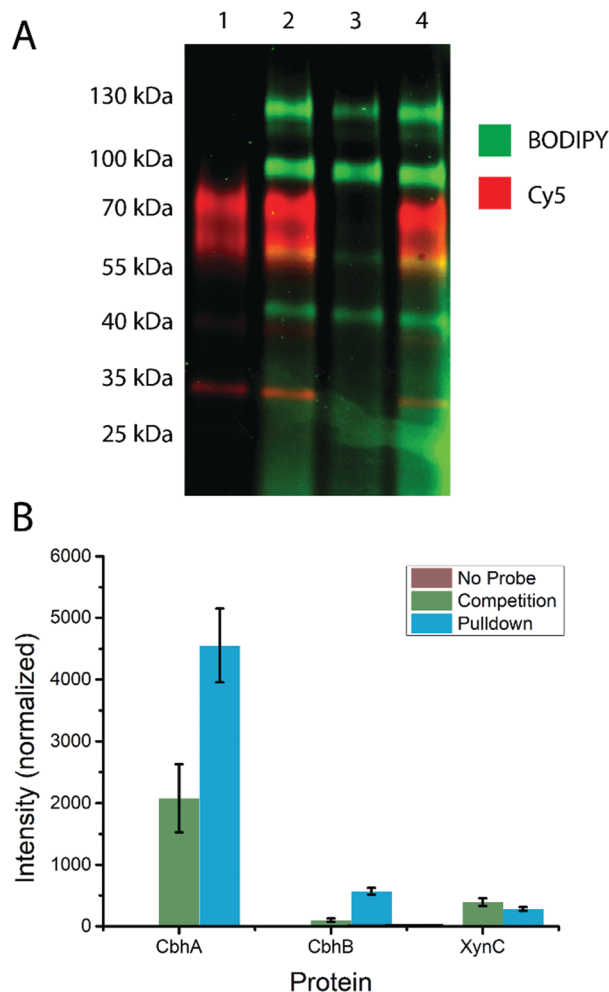 A
1 2 3 4
130 kDa
100 kDa
70 kDa
55 kDa
40 kDa
35 kDa
25 kDa
BODIPY
Cy5
B
6000
5000
4000
3000
2000
1000
0
Intensity (normalized)
No Probe
Competition
Pulldown
CbhA CbhB XynC
Protein